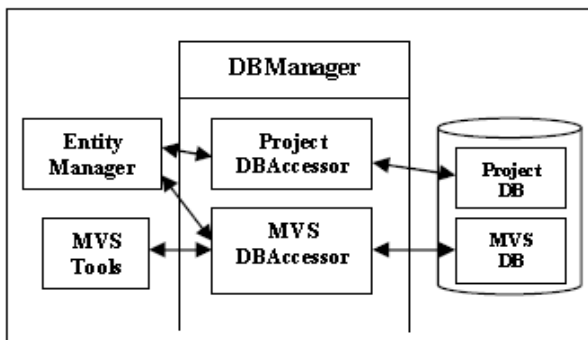 DBManager
Entity
Manager
Project
DBAccessor
Project
DB
MVS
Tools
MVS
DBAccessor
MVS
DB